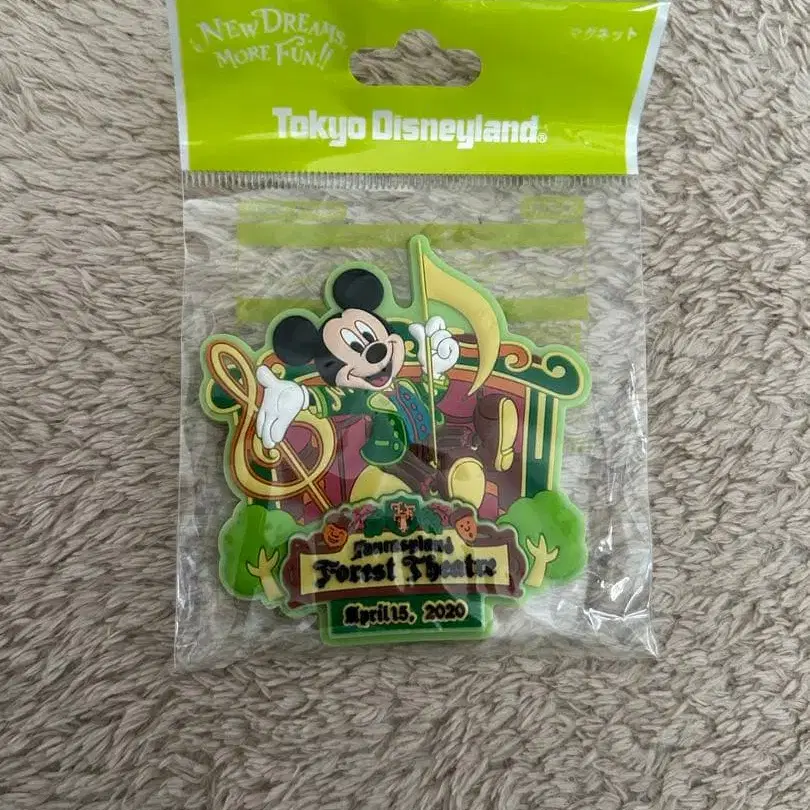 NEW DREAMS,
MORE FUN!!
マグネット
Tokyo Disneyland®
Fantasyland
Forest Theatre
April 15, 2020